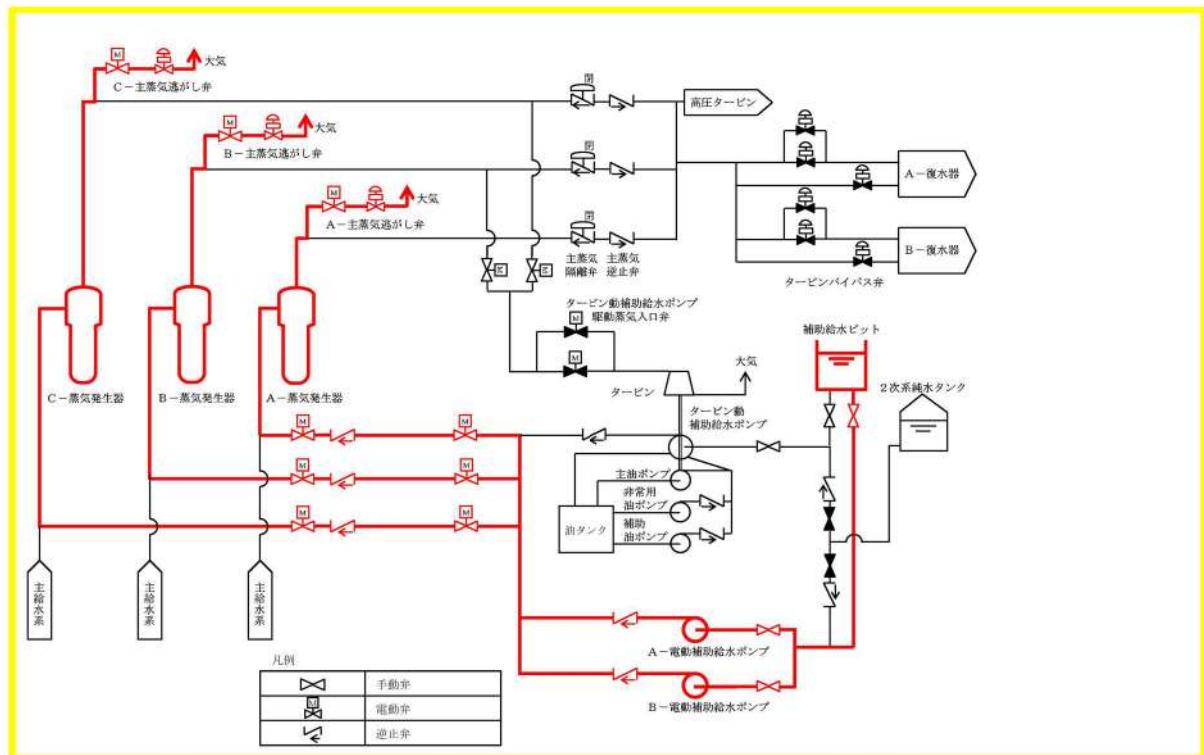 大気
C－主蒸気逃がし弁
大気
B－主蒸気逃がし弁
大気
A－主蒸気逃がし弁
閉
閉
閉
主蒸気
隔離弁
主蒸気
逆止弁
高圧タービン
A－復水器
B－復水器
タービンバイパス弁
タービン動補助給水ポンプ
駆動蒸気入口弁
M
M
M
M
M
M
M
タービン
大気
補助給水ピット
2次系純水タンク
C－蒸気発生器
B－蒸気発生器
A－蒸気発生器
M
M
M
M
M
M
タービン動
補助給水ポンプ
主油ポンプ
非常用
油ポンプ
補助
油ポンプ
油タンク
主給水系
主給水系
主給水系
A－電動補助給水ポンプ
B－電動補助給水ポンプ
凡例
手動弁
M
電動弁
逆止弁